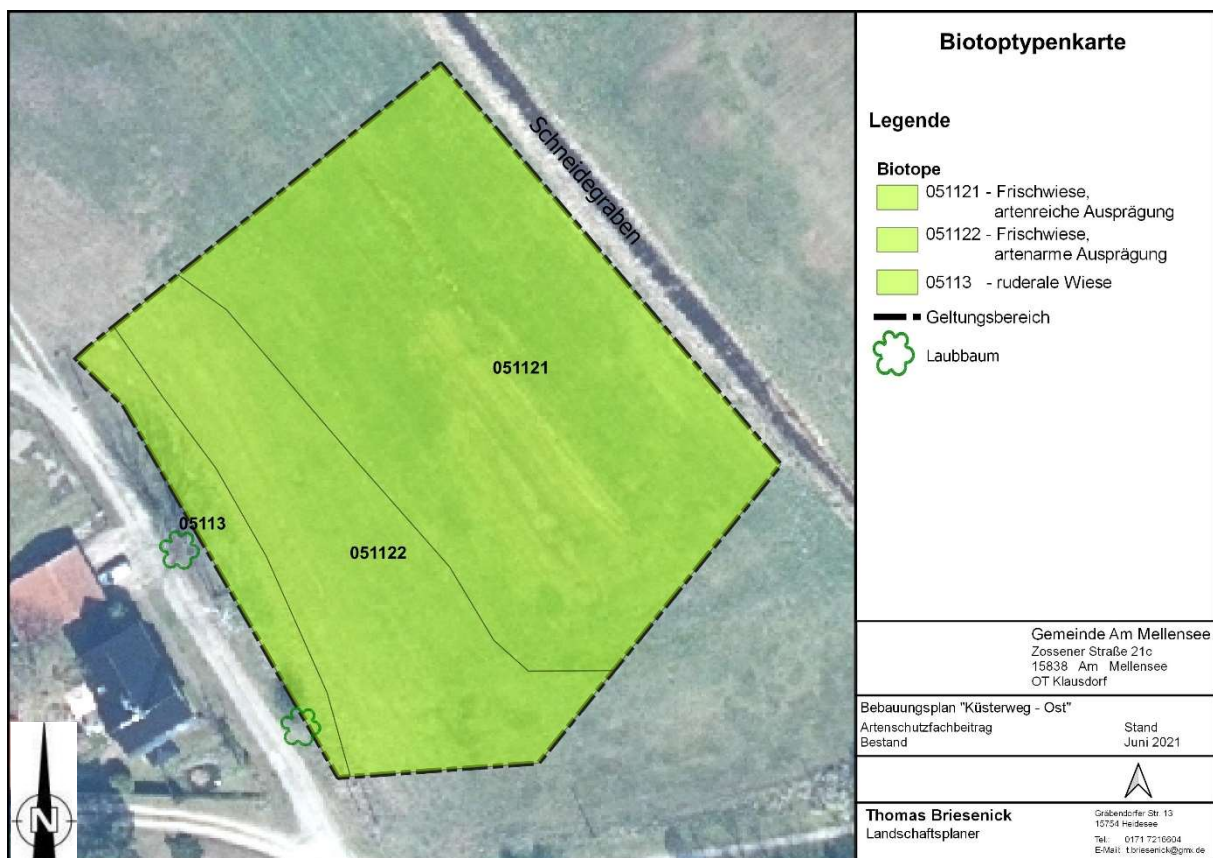 Schneidegraben
051121
05113
051122
N
Biotoptypenkarte
Legende
Biotope
051121 - Frischwiese,
artenreiche Ausprägung
051122 - Frischwiese,
artenarme Ausprägung
05113 - ruderale Wiese
Geltungsbereich
Laubbaum
Gemeinde Am Mellensee
Zossener Straße 21c
15838 Am Mellensee
OT Klausdorf
Bebauungsplan "Küsterweg - Ost"
Artenschutzfachbeitrag Stand
Bestand Juni 2021
Thomas Briesenick
Landschaftsplaner
Gräbendorfer Str. 13
15754 Heidesee
Tel.: 0171 7216604
E-Mail: t.briesenick@gmx.de